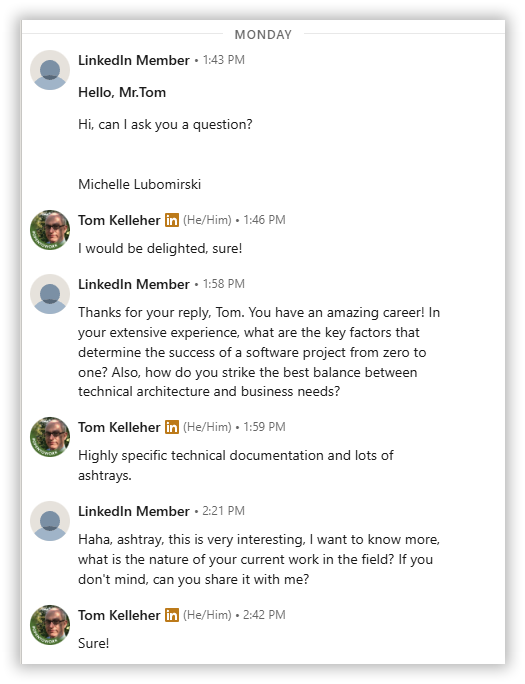 MONDAY
LinkedIn Member • 1:43 PM
Hello, Mr.Tom
Hi, can I ask you a question?
Michelle Lubomirski
Tom Kelleher in (He/Him) • 1:46 PM
I would be delighted, sure!
LinkedIn Member • 1:58 PM
Thanks for your reply, Tom. You have an amazing career! In
your extensive experience, what are the key factors that
determine the success of a software project from zero to
one? Also, how do you strike the best balance between
technical architecture and business needs?
Tom Kelleher in (He/Him) • 1:59 PM
Highly specific technical documentation and lots of
ashtrays.
LinkedIn Member • 2:21 PM
Haha, ashtray, this is very interesting, I want to know more,
what is the nature of your current work in the field? If you
don't mind, can you share it with me?
Tom Kelleher in (He/Him) • 2:42 PM
Sure!